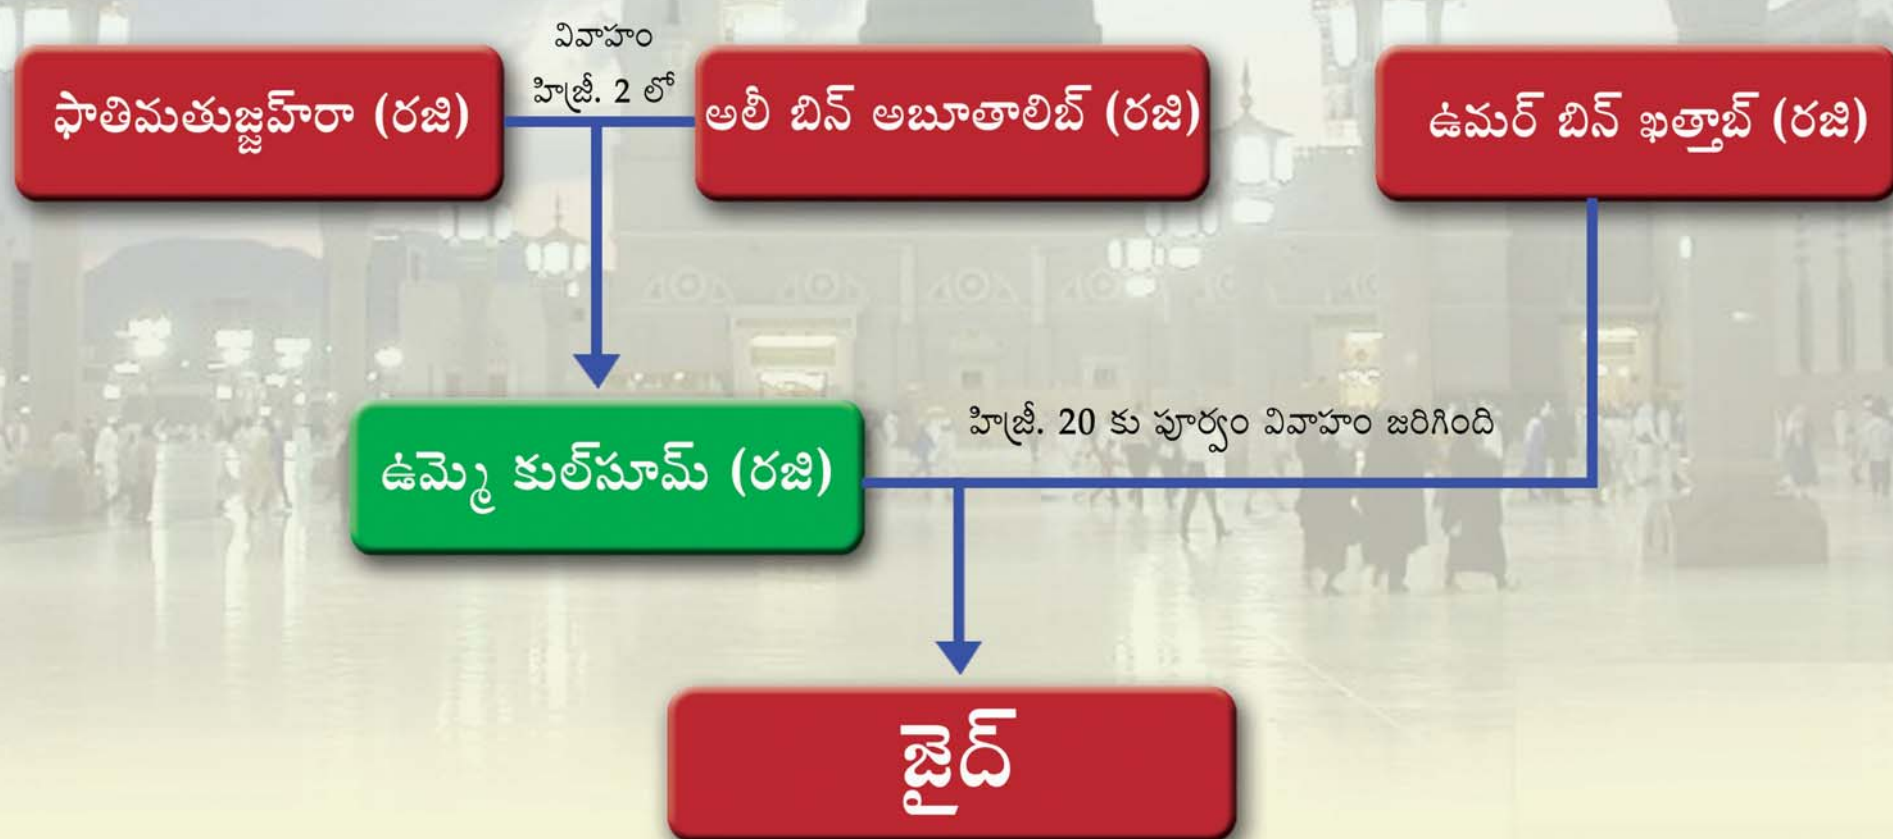 వివాహం
హిజ్రీ. 2 లో
ఫాతిమతుజ్జహ్‌రా (రజి)
అలీ బిన్ అబూతాలిబ్ (రజి)
ఉమర్ బిన్ ఖత్తాబ్ (రజి)
హిజ్రీ. 20 కు పూర్వం వివాహం జరిగింది
ఉమ్మె కుల్‌సూమ్ (రజి)
జైద్